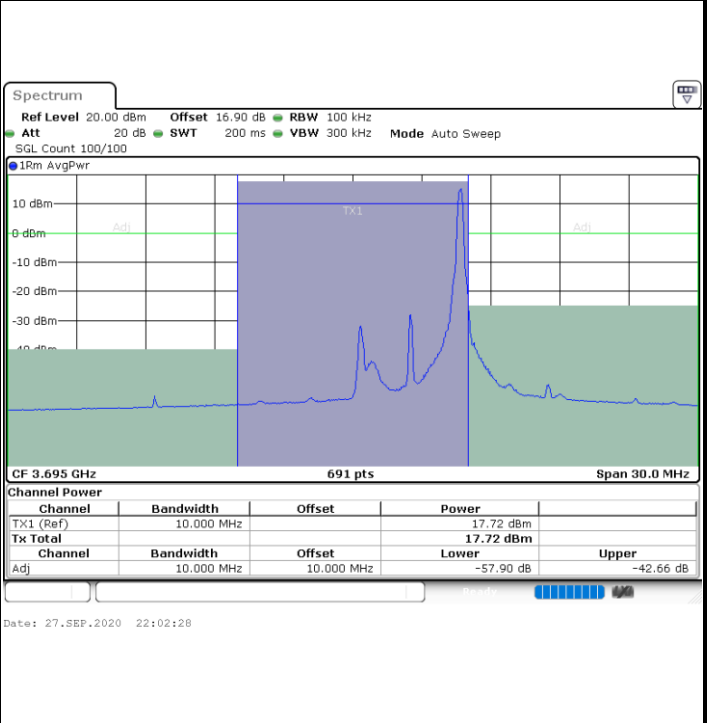 Spectrum
Ref Level 20.00 dBm Offset 16.90 dB RBW 100 kHz
Att 20 dB SWT 200 ms VBW 300 kHz Mode Auto Sweep
SGL Count 100/100
1Rm AvgPwr
10 dBm
TX1
Adj Adj
0 dBm
-10 dBm
-20 dBm
-30 dBm
-40 dBm
CF 3.695 GHz 691 pts Span 30.0 MHz
Channel Power
Channel Bandwidth Offset Power
TX1 (Ref) 10.000 MHz 17.72 dBm
Tx Total 17.72 dBm
Channel Bandwidth Offset Lower Upper
Adj 10.000 MHz 10.000 MHz -57.90 dB -42.66 dB
Ready
Date: 27.SEP.2020 22:02:28